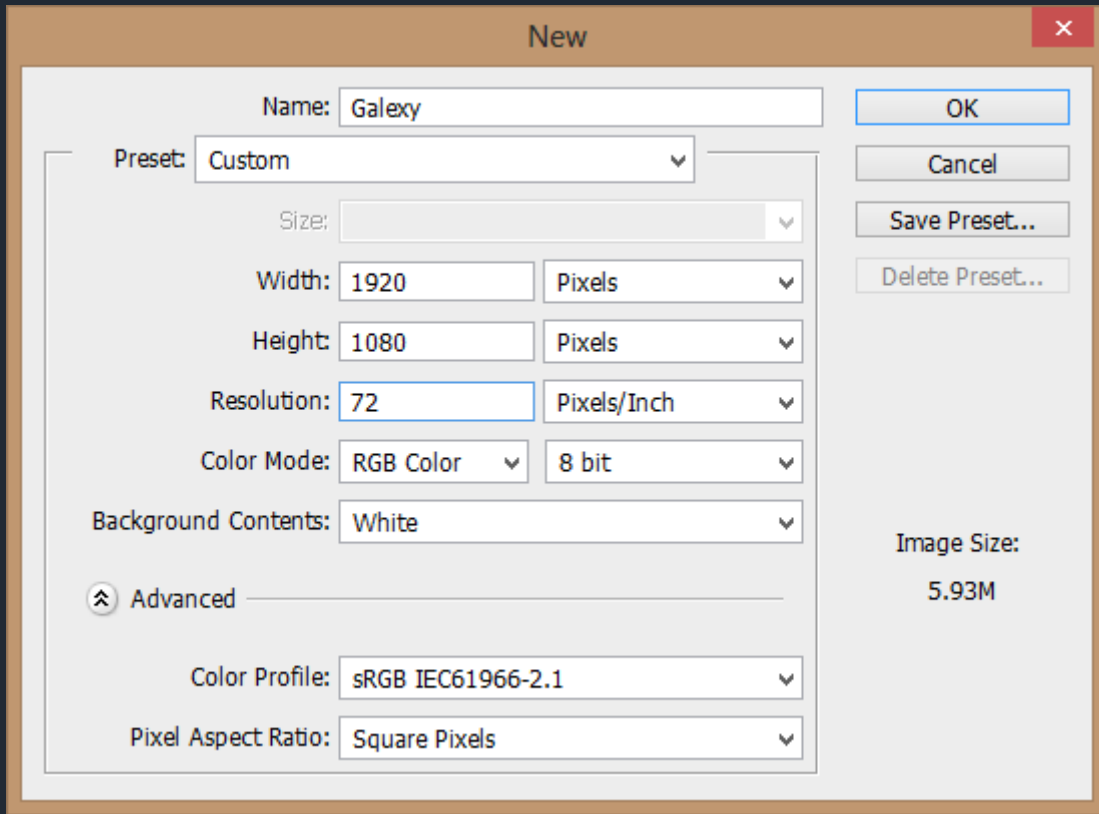 New
Name: Galexy
OK
Preset: Custom
Cancel
Size:
Save Preset...
Width: 1920 Pixels
Delete Preset...
Height: 1080 Pixels
Resolution: 72 Pixels/Inch
Color Mode: RGB Color 8 bit
Background Contents: White
Image Size:
5.93M
Advanced
Color Profile: sRGB IEC61966-2.1
Pixel Aspect Ratio: Square Pixels